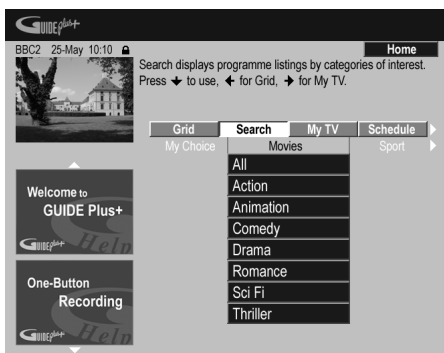 GUIDE plus+
BBC2 25-May 10:10
Home
Search displays programme listings by categories of interest.
Press to use, for Grid, for My TV.
Grid Search My TV Schedule
My Choice Movies Sport
All
Action
Animation
Comedy
Drama
Romance
Sci Fi
Thriller
Welcome to
GUIDE Plus+
GUIDE plus+ Help
One-Button
Recording
GUIDE plus+ Help